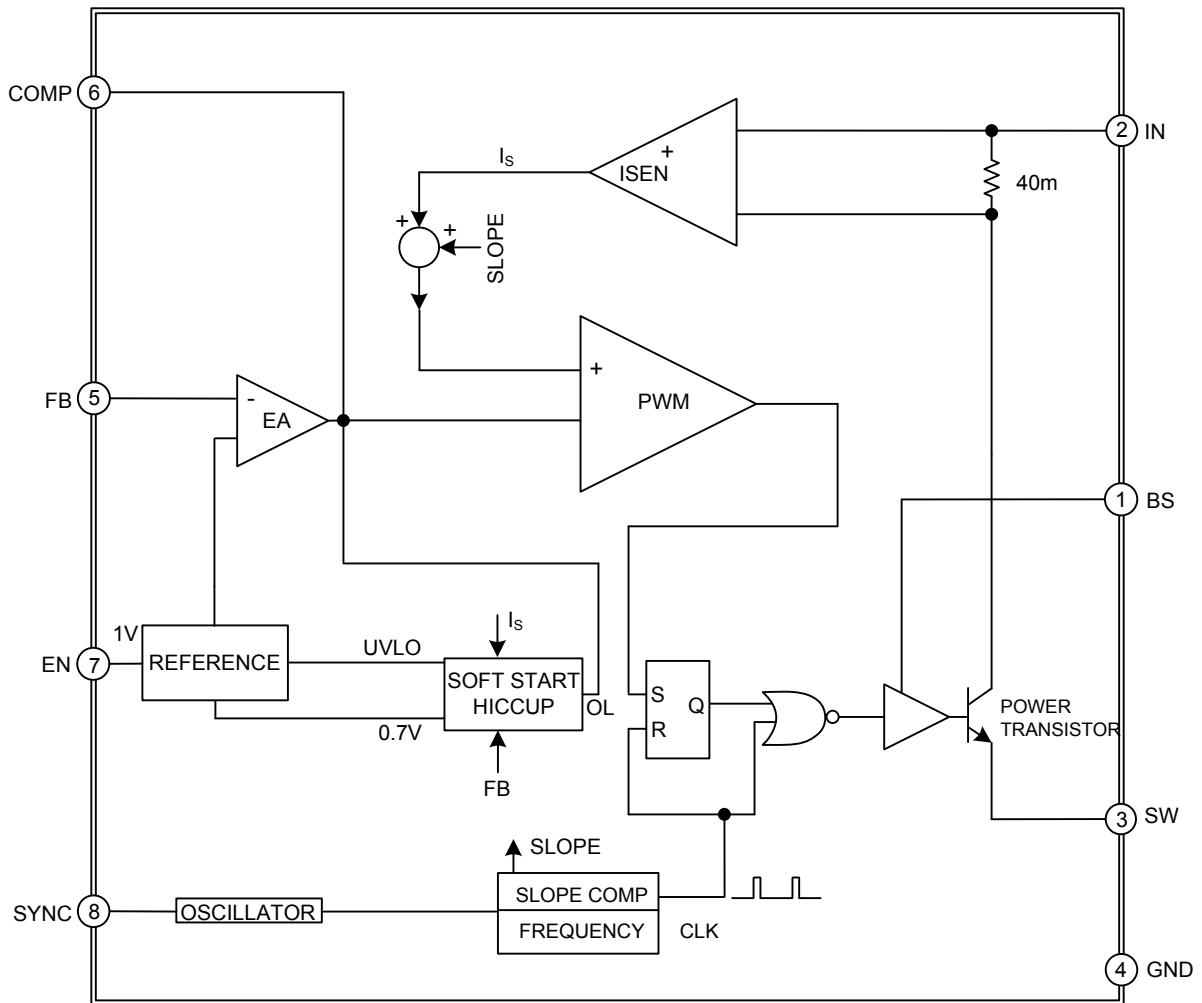 COMP 6
2 IN
ISEN
+
I_S
40m
+
+
SLOPE
FB 5
-
EA
+
PWM
1 BS
1V
EN 7
REFERENCE
UVLO
0.7V
I_S
SOFT START
HICCUP
OL
FB
S
R
Q
POWER
TRANSISTOR
3 SW
SLOPE
SLOPE COMP
FREQUENCY
CLK
SYNC 8
OSCILLATOR
4 GND